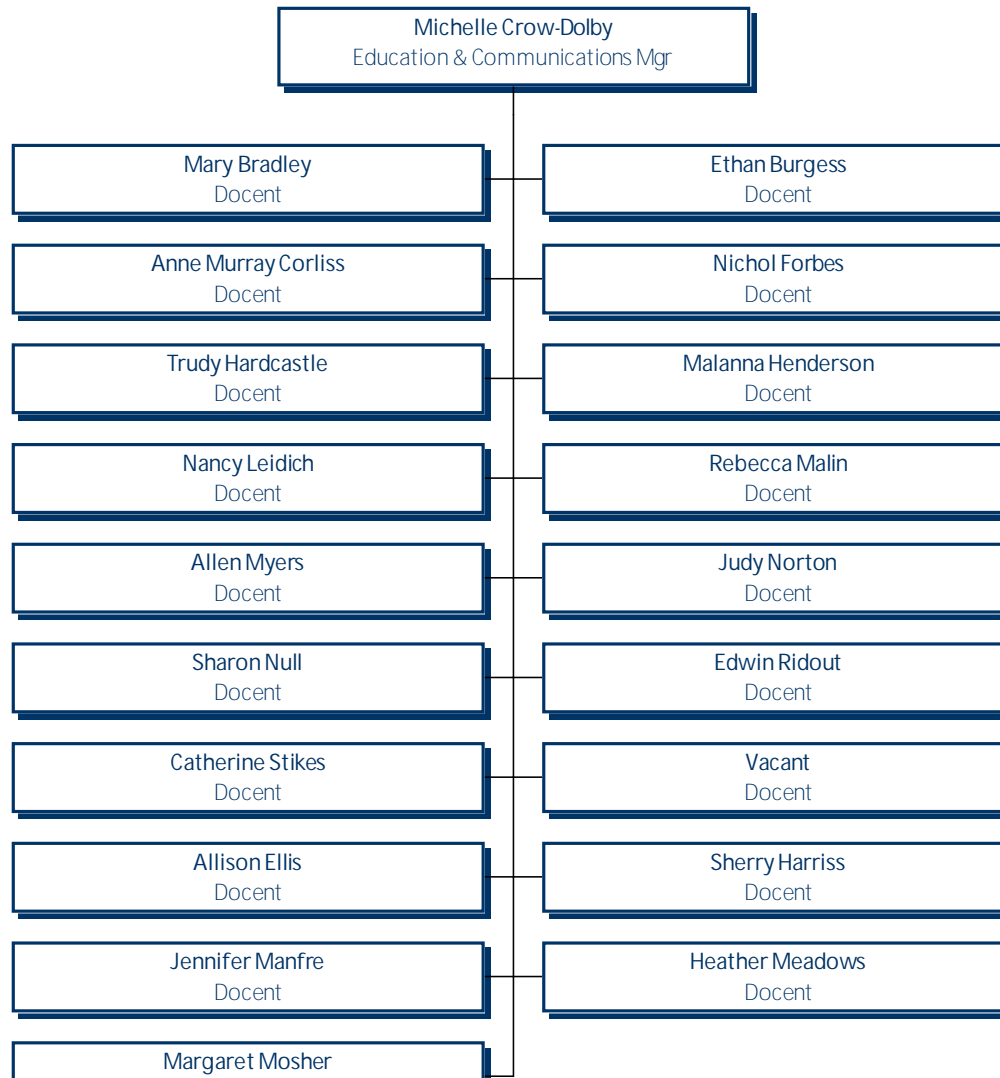 Michelle Crow-Dolby
Education & Communications Mgr
Mary Bradley
Docent
Ethan Burgess
Docent
Anne Murray Corliss
Docent
Nichol Forbes
Docent
Trudy Hardcastle
Docent
Malanna Henderson
Docent
Nancy Leidich
Docent
Rebecca Malin
Docent
Allen Myers
Docent
Judy Norton
Docent
Sharon Null
Docent
Edwin Ridout
Docent
Catherine Stikes
Docent
Vacant
Docent
Allison Ellis
Docent
Sherry Harriss
Docent
Jennifer Manfre
Docent
Heather Meadows
Docent
Margaret Mosher